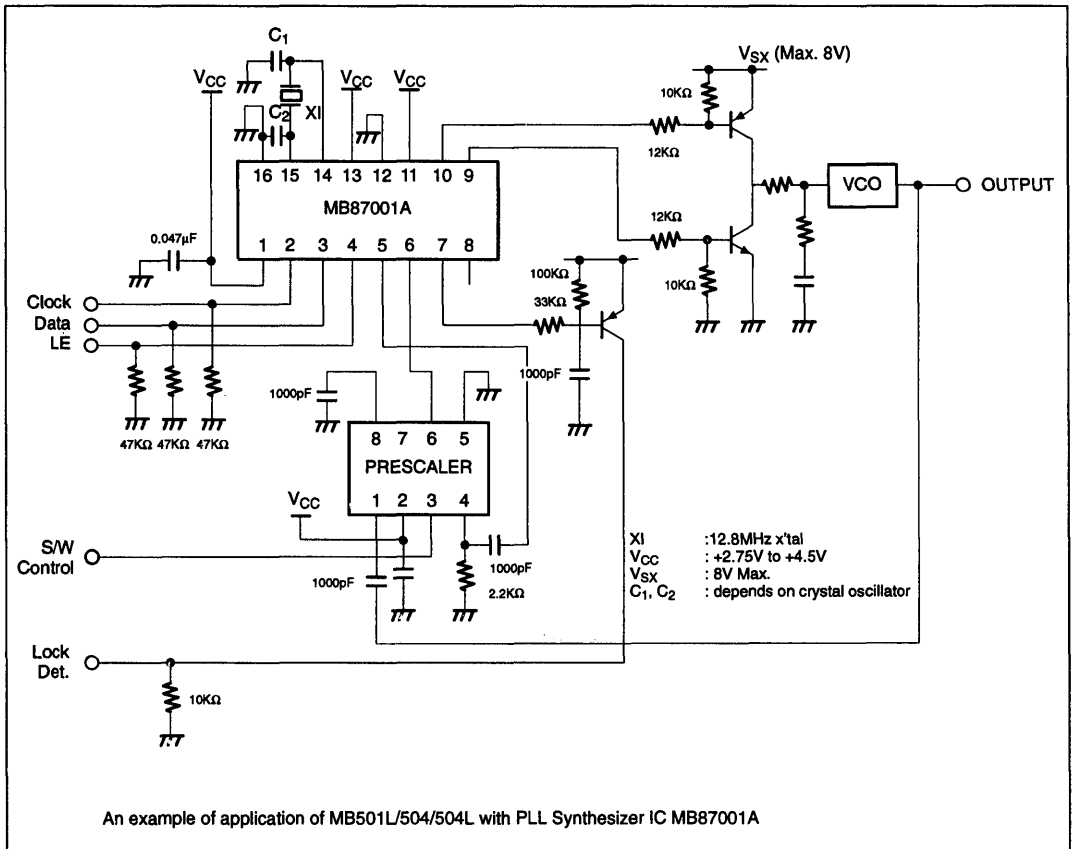 C1
VSX (Max. 8V)
VCC
VCC
VCC
C2
XI
10KΩ
12KΩ
16 15 14 13 12 11 10 9
MB87001A
1 2 3 4 5 6 7 8
VCO
OUTPUT
12KΩ
10KΩ
0.047µF
100KΩ
33KΩ
1000pF
Clock
Data
LE
47KΩ 47KΩ 47KΩ
1000pF
8 7 6 5
PRESCALER
1 2 3 4
VCC
S/W
Control
1000pF
1000pF
2.2KΩ
XI :12.8MHz x'tal
VCC : +2.75V to +4.5V
VSX : 8V Max.
C1, C2 : depends on crystal oscillator
Lock
Det.
10KΩ
An example of application of MB501L/504/504L with PLL Synthesizer IC MB87001A